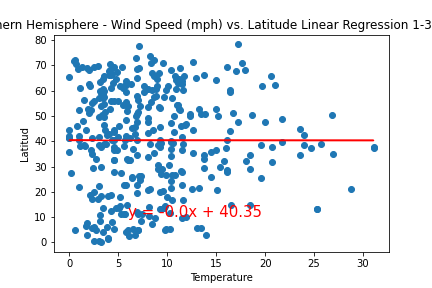 hern Hemisphere - Wind Speed (mph) vs. Latitude Linear Regression 1-3
80
70
60
50
40
30
20
10
0
Latitud
y = -0.0x + 40.35
0 5 10 15 20 25 30
Temperature